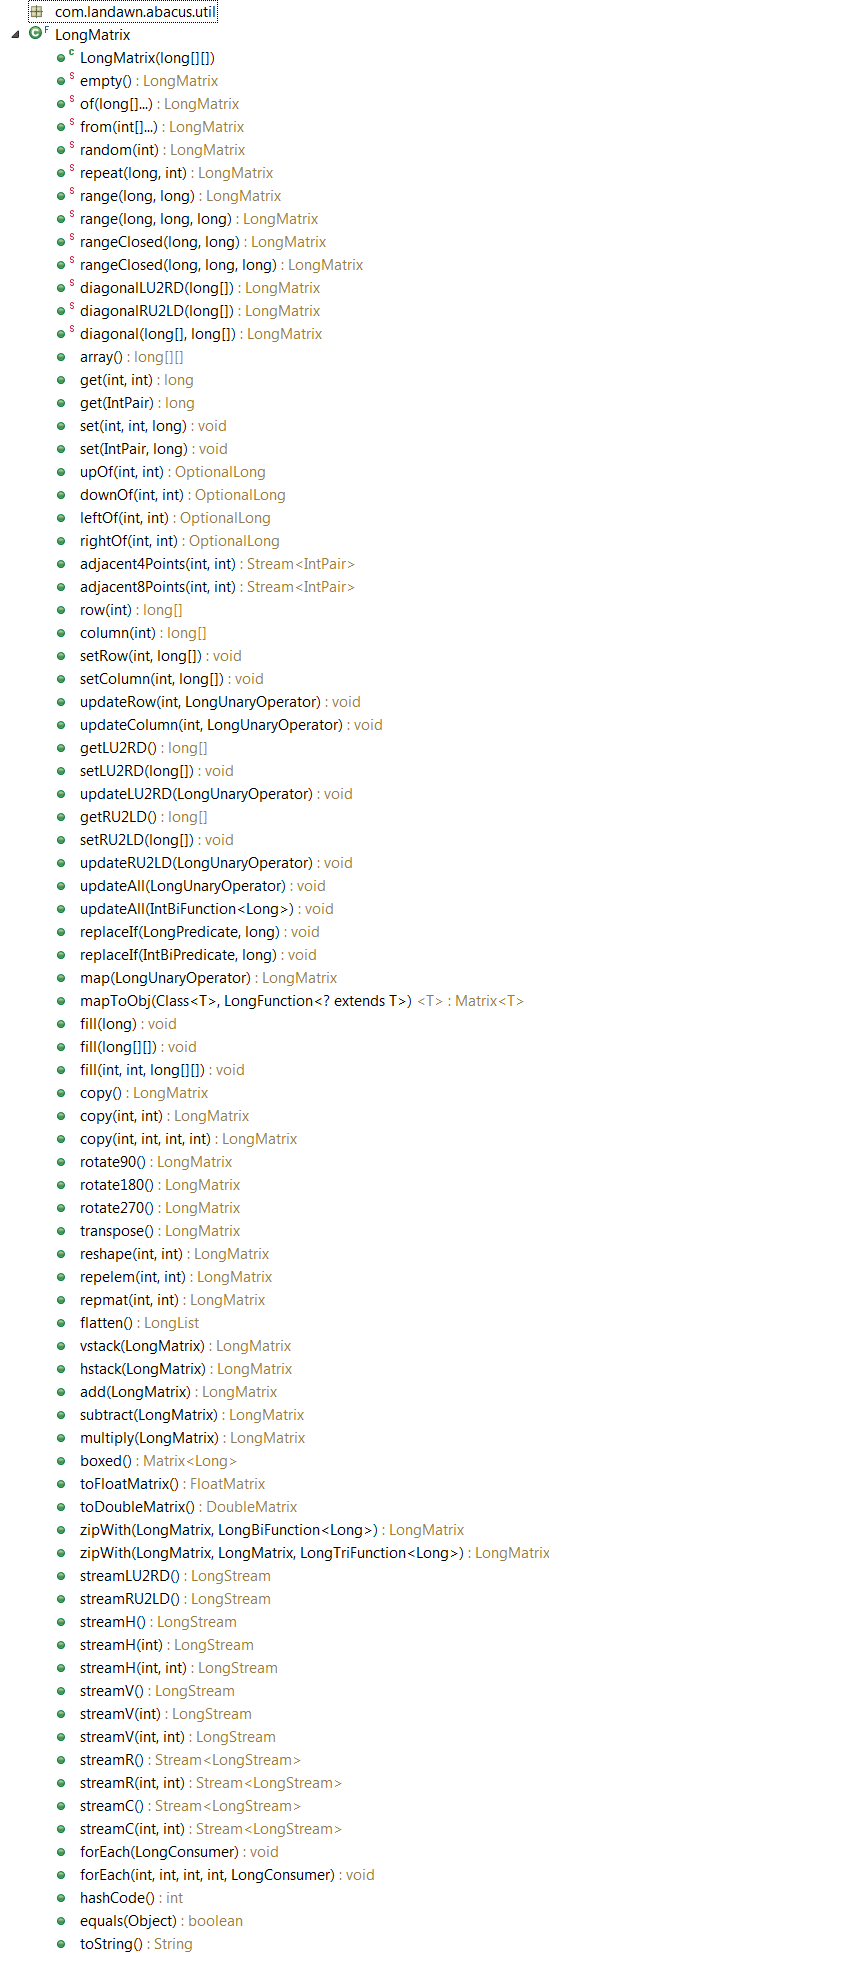 com.landawn.abacus.util
LongMatrix
LongMatrix(long[][])
empty() : LongMatrix
of(long[]...) : LongMatrix
from(int[]...) : LongMatrix
random(int) : LongMatrix
repeat(long, int) : LongMatrix
range(long, long) : LongMatrix
range(long, long, long) : LongMatrix
rangeClosed(long, long) : LongMatrix
rangeClosed(long, long, long) : LongMatrix
diagonalLU2RD(long[]) : LongMatrix
diagonalRU2LD(long[]) : LongMatrix
diagonal(long[], long[]) : LongMatrix
array() : long[][]
get(int, int) : long
get(IntPair) : long
set(int, int, long) : void
set(IntPair, long) : void
upOf(int, int) : OptionalLong
downOf(int, int) : OptionalLong
leftOf(int, int) : OptionalLong
rightOf(int, int) : OptionalLong
adjacent4Points(int, int) : Stream<IntPair>
adjacent8Points(int, int) : Stream<IntPair>
row(int) : long[]
column(int) : long[]
setRow(int, long[]) : void
setColumn(int, long[]) : void
updateRow(int, LongUnaryOperator) : void
updateColumn(int, LongUnaryOperator) : void
getLU2RD() : long[]
setLU2RD(long[]) : void
updateLU2RD(LongUnaryOperator) : void
getRU2LD() : long[]
setRU2LD(long[]) : void
updateRU2LD(LongUnaryOperator) : void
updateAll(LongUnaryOperator) : void
updateAll(IntBiFunction<Long>) : void
replaceIf(LongPredicate, long) : void
replaceIf(IntBiPredicate, long) : void
map(LongUnaryOperator) : LongMatrix
mapToObj(Class<T>, LongFunction<? extends T>) <T> : Matrix<T>
fill(long) : void
fill(long[][]) : void
fill(int, int, long[][]) : void
copy() : LongMatrix
copy(int, int) : LongMatrix
copy(int, int, int, int) : LongMatrix
rotate90() : LongMatrix
rotate180() : LongMatrix
rotate270() : LongMatrix
transpose() : LongMatrix
reshape(int, int) : LongMatrix
repelem(int, int) : LongMatrix
repmat(int, int) : LongMatrix
flatten() : LongList
vstack(LongMatrix) : LongMatrix
hstack(LongMatrix) : LongMatrix
add(LongMatrix) : LongMatrix
subtract(LongMatrix) : LongMatrix
multiply(LongMatrix) : LongMatrix
boxed() : Matrix<Long>
toFloatMatrix() : FloatMatrix
toDoubleMatrix() : DoubleMatrix
zipWith(LongMatrix, LongBiFunction<Long>) : LongMatrix
zipWith(LongMatrix, LongMatrix, LongTriFunction<Long>) : LongMatrix
streamLU2RD() : LongStream
streamRU2LD() : LongStream
streamH() : LongStream
streamH(int) : LongStream
streamH(int, int) : LongStream
streamV() : LongStream
streamV(int) : LongStream
streamV(int, int) : LongStream
streamR() : Stream<LongStream>
streamR(int, int) : Stream<LongStream>
streamC() : Stream<LongStream>
streamC(int, int) : Stream<LongStream>
forEach(LongConsumer) : void
forEach(int, int, int, int, LongConsumer) : void
hashCode() : int
equals(Object) : boolean
toString() : String